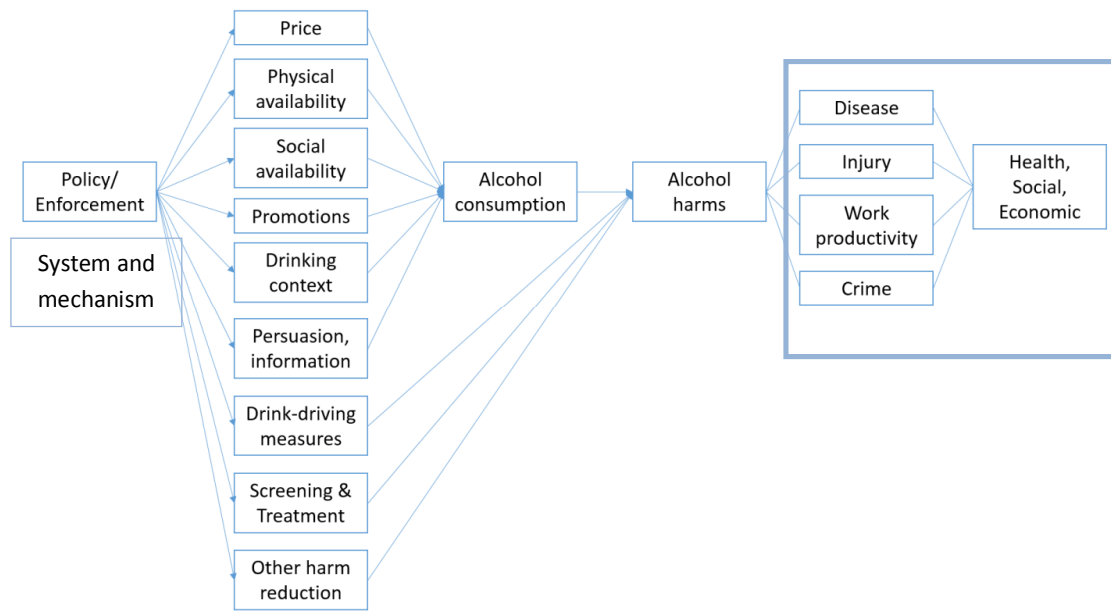 Price
Physical
availability
Social
availability
Policy/
Enforcement
Promotions
System and
mechanism
Drinking
context
Persuasion,
information
Drink-driving
measures
Screening &
Treatment
Other harm
reduction
Alcohol
consumption
Alcohol
harms
Disease
Injury
Work
productivity
Crime
Health,
Social,
Economic